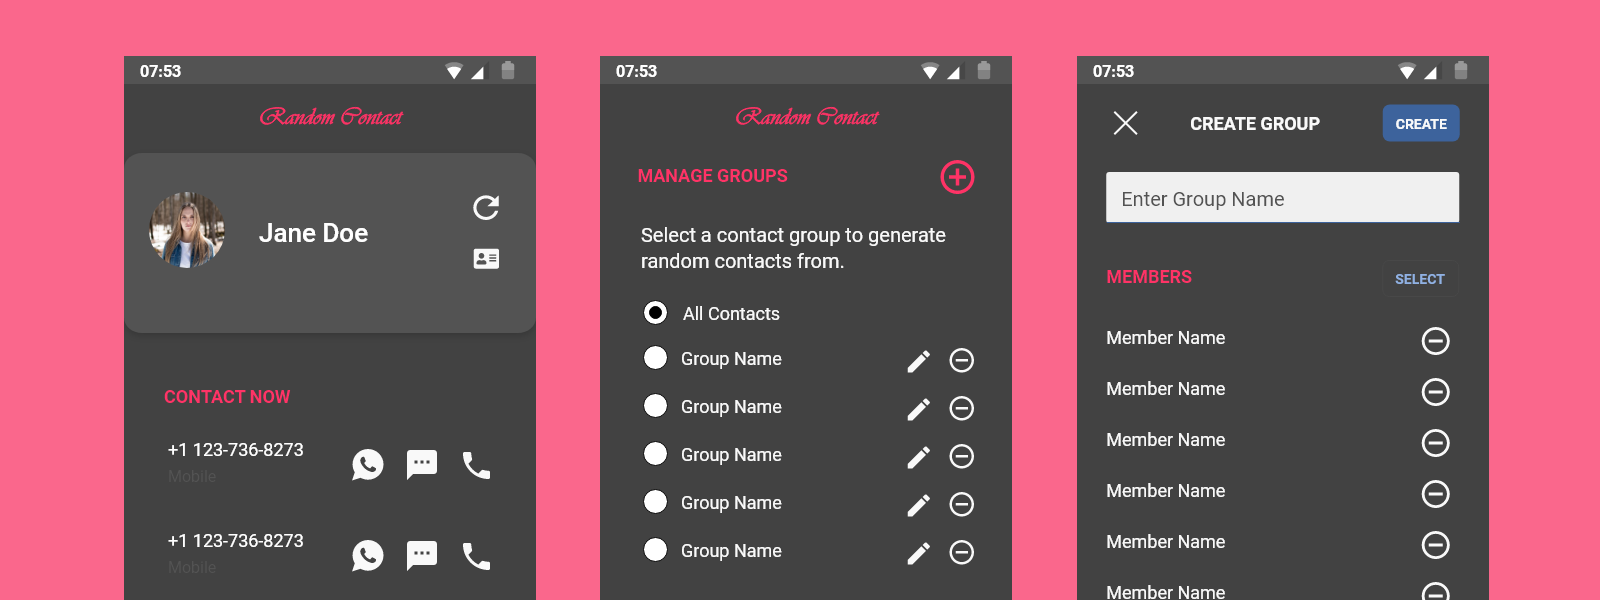 07:53
Random Contact
Jane Doe
CONTACT NOW
+1 123-736-8273
Mobile
+1 123-736-8273
Mobile
07:53
Random Contact
MANAGE GROUPS
Select a contact group to generate
random contacts from.
All Contacts
Group Name
Group Name
Group Name
Group Name
Group Name
07:53
CREATE GROUP
CREATE
Enter Group Name
MEMBERS
SELECT
Member Name
Member Name
Member Name
Member Name
Member Name
Member Name